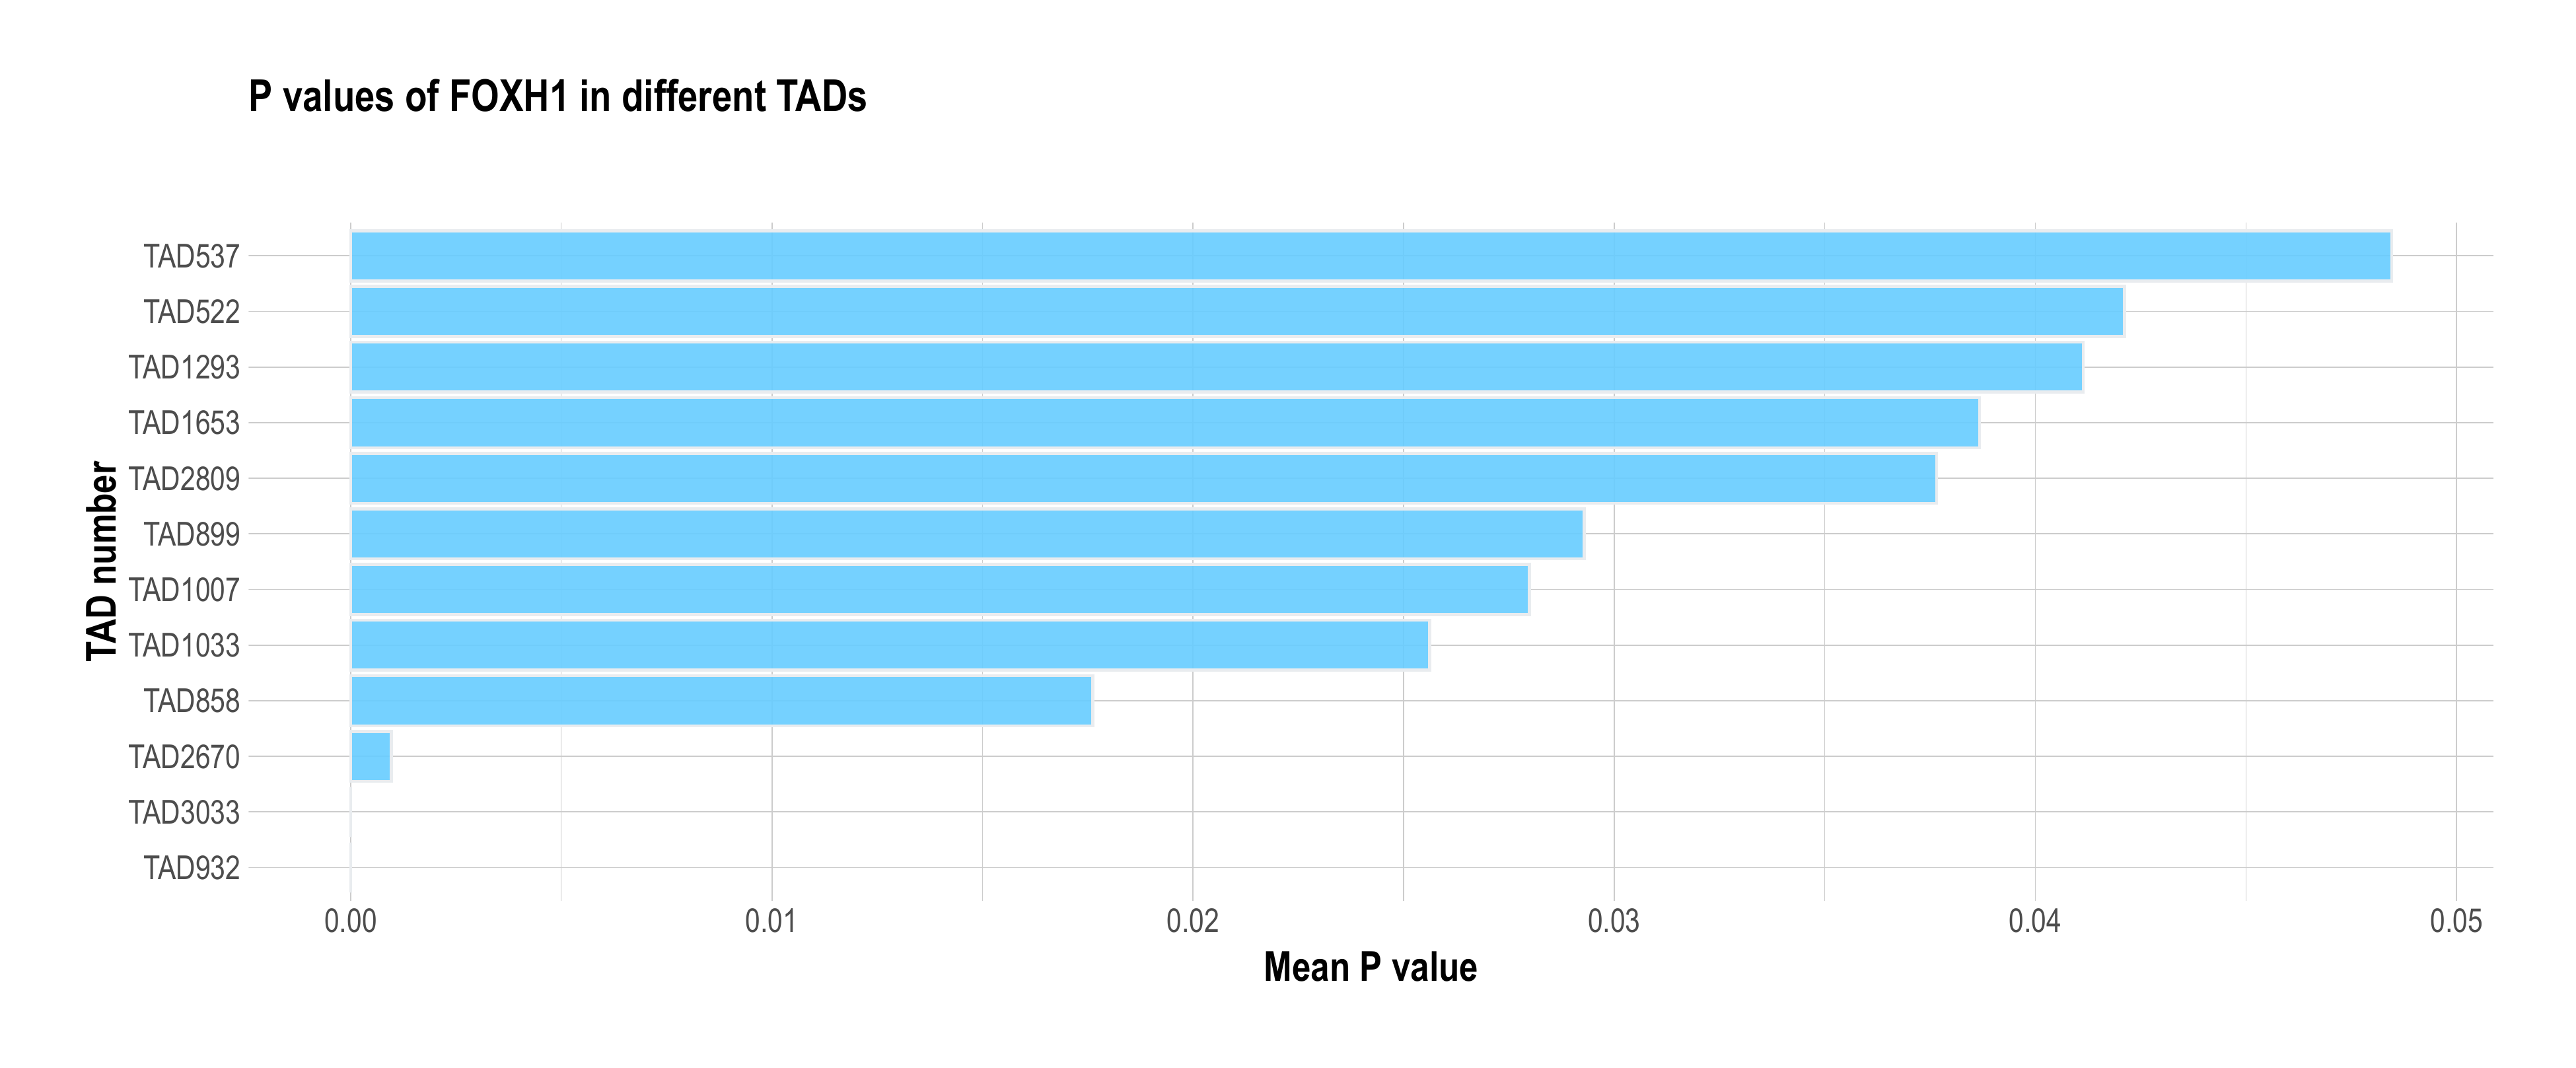 P values of FOXH1 in different TADs
TAD number
TAD537
TAD522
TAD1293
TAD1653
TAD2809
TAD899
TAD1007
TAD1033
TAD858
TAD2670
TAD3033
TAD932
0.00 0.01 0.02 0.03 0.04 0.05
Mean P value